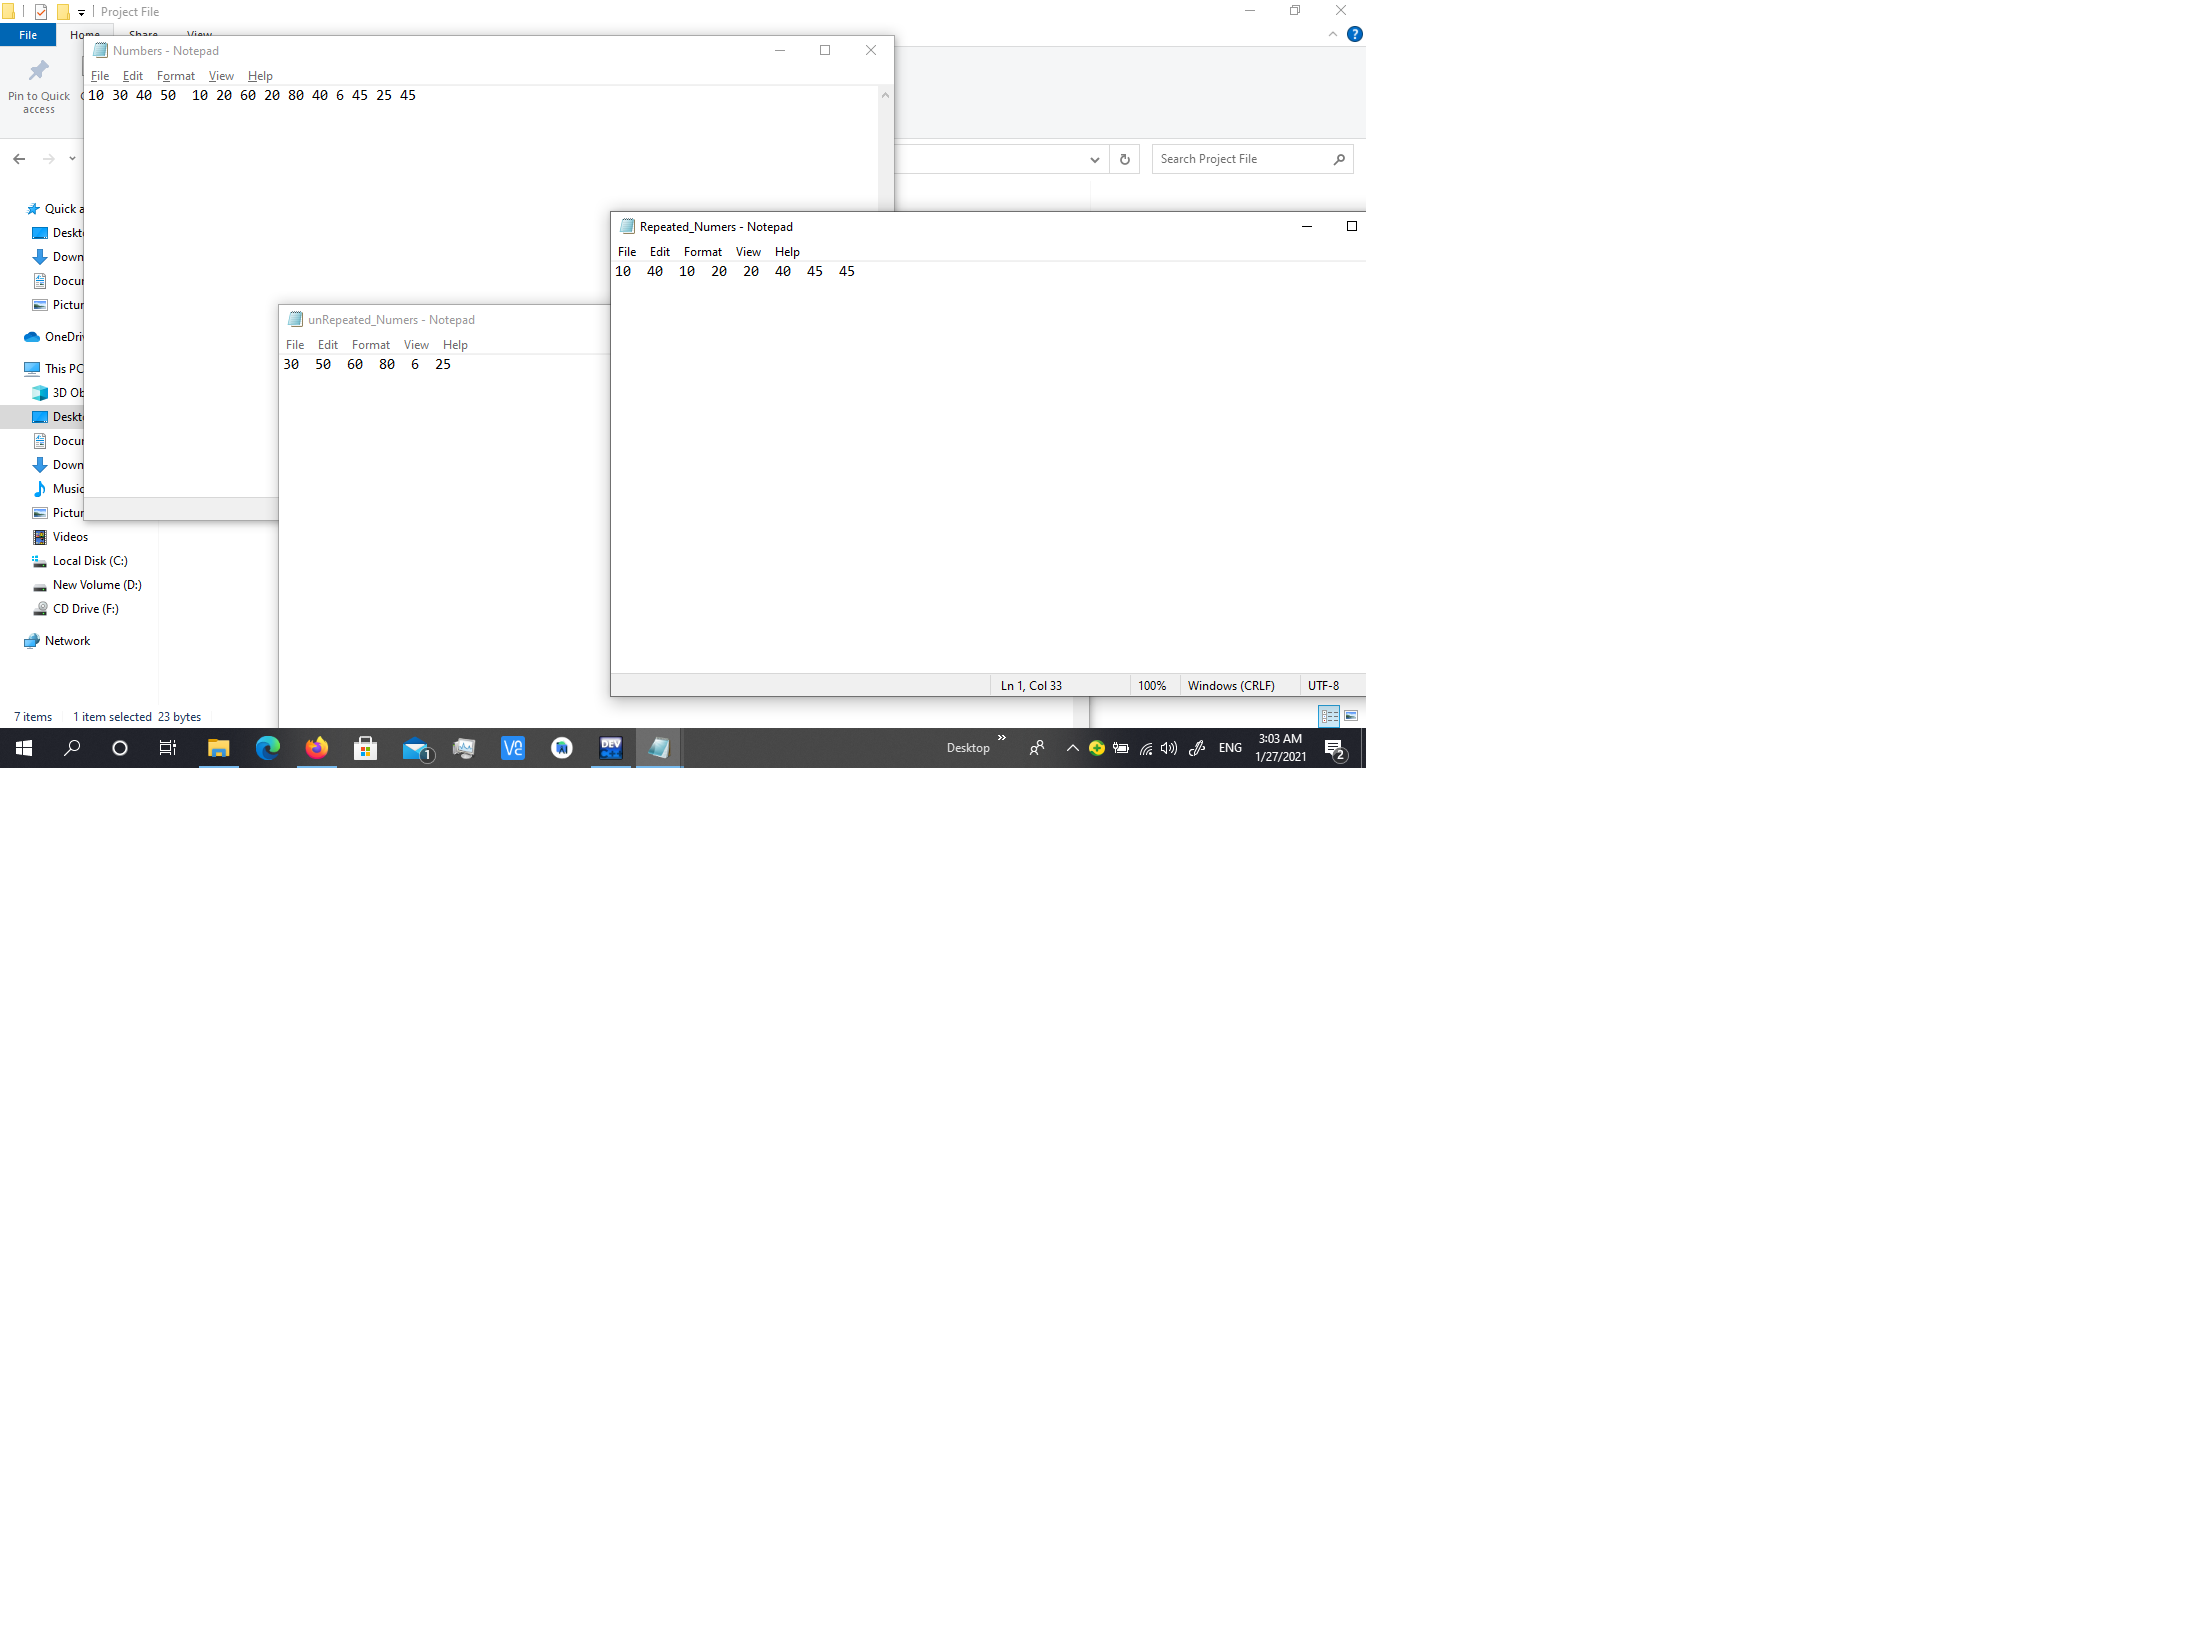 Project File
File Home Share View
Numbers - Notepad
File Edit Format View Help
10 30 40 50  10 20 60 20 80 40 6 45 25 45
Pin to Quick
access
Search Project File
Repeated_Numers - Notepad
File Edit Format View Help
10  40  10  20  20  40  45  45
unRepeated_Numers - Notepad
File Edit Format View Help
30  50  60  80  6  25
Quick a
Deskt
Down
Docur
Pictur
OneDri
This PC
3D Ob
Deskt
Docur
Down
Music
Pictur
Videos
Local Disk (C:)
New Volume (D:)
CD Drive (F:)
Network
Ln 1, Col 33
100%
Windows (CRLF)
UTF-8
7 items 1 item selected 23 bytes
1
DEV
Desktop
ENG
3:03 AM
1/27/2021
2